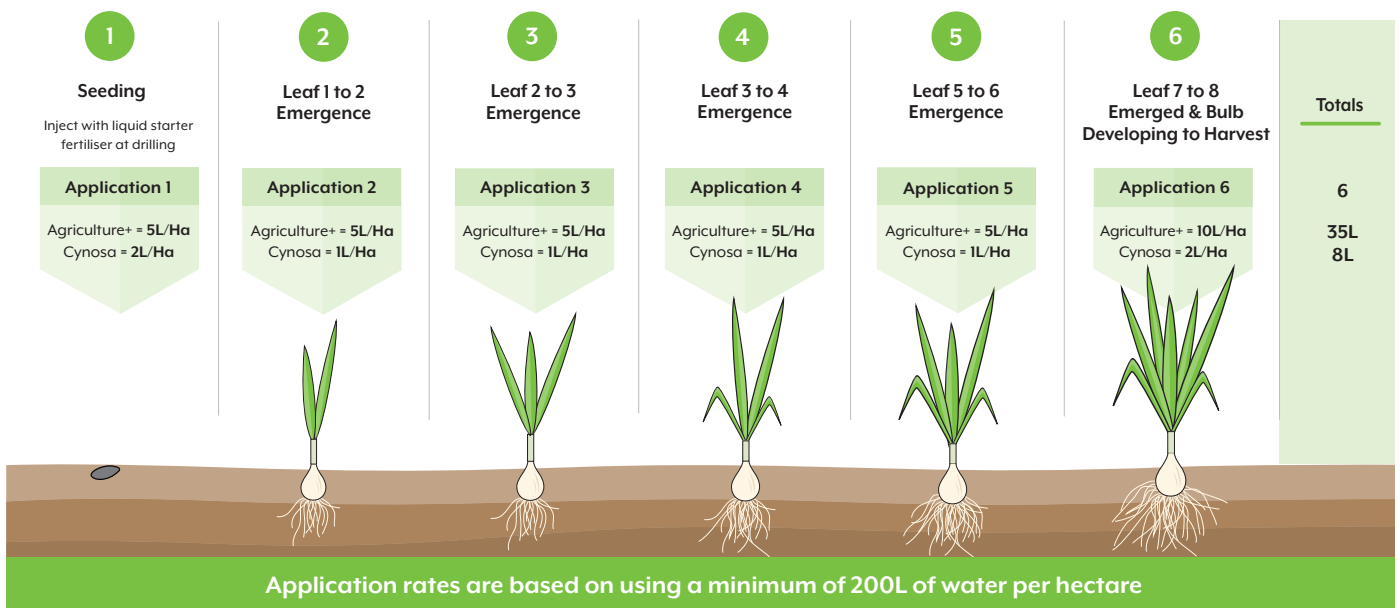 1
Seeding
Inject with liquid starter
fertiliser at drilling
Application 1
Agriculture+ = 5L/Ha
Cynosa = 2L/Ha
2
Leaf 1 to 2
Emergence
Application 2
Agriculture+ = 5L/Ha
Cynosa = 1L/Ha
3
Leaf 2 to 3
Emergence
Application 3
Agriculture+ = 5L/Ha
Cynosa = 1L/Ha
4
Leaf 3 to 4
Emergence
Application 4
Agriculture+ = 5L/Ha
Cynosa = 1L/Ha
5
Leaf 5 to 6
Emergence
Application 5
Agriculture+ = 5L/Ha
Cynosa = 1L/Ha
6
Leaf 7 to 8
Emerged & Bulb
Developing to Harvest
Application 6
Agriculture+ = 10L/Ha
Cynosa = 2L/Ha
Totals
6
35L
8L
Application rates are based on using a minimum of 200L of water per hectare